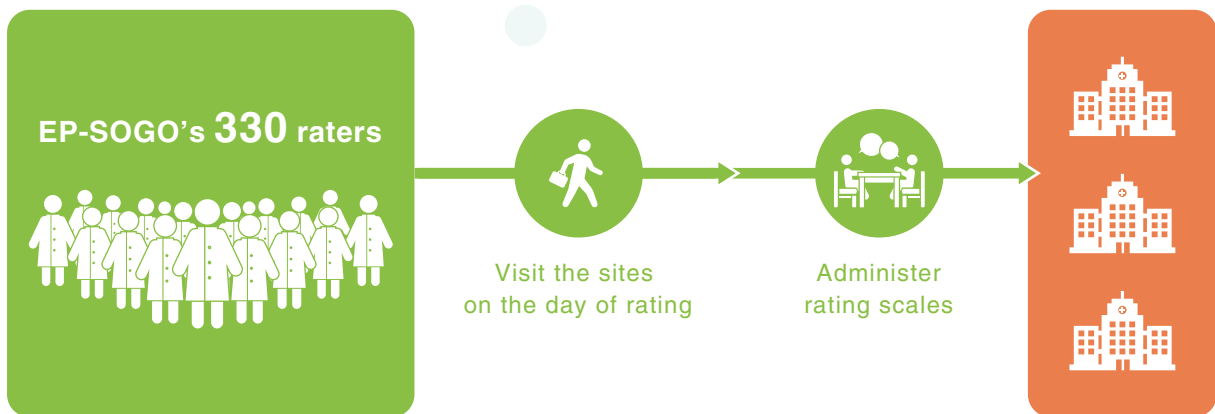 EP-SOGO’s 330 raters
Visit the sites
on the day of rating
Administer
rating scales